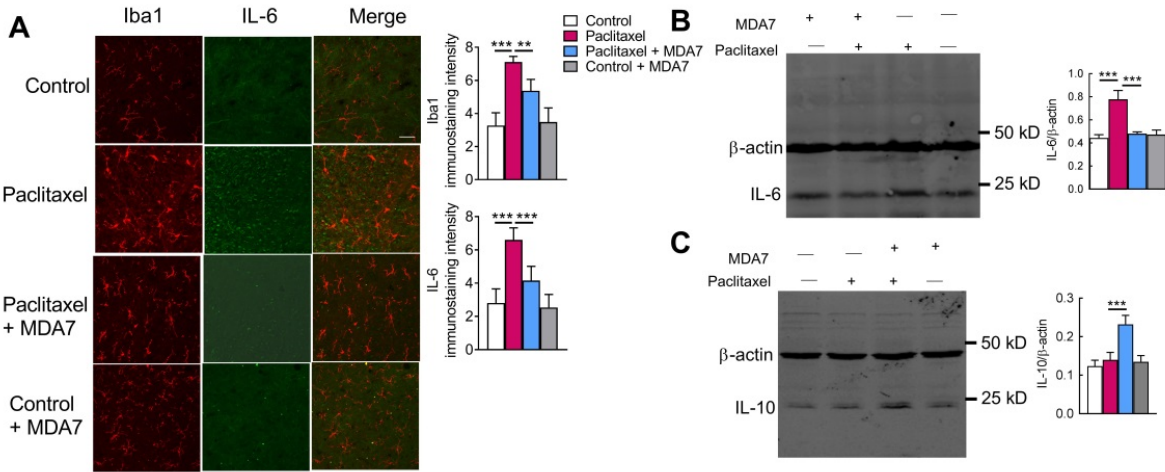 A
Iba1 IL-6 Merge
Control
Paclitaxel
Paclitaxel
+ MDA7
Control
+ MDA7
Control
Paclitaxel
Paclitaxel + MDA7
Control + MDA7
Iba1
immunostaining intensity
8
6
4
2
0
*** **
IL-6
immunostaining intensity
8
6
4
2
0
*** ***
B
MDA7 + + — —
Paclitaxel — + + —
β-actin
IL-6
50 kD
25 kD
IL-6/β-actin
1.0
0.8
0.6
0.4
0.2
0.0
*** ***
C
MDA7 — — + +
Paclitaxel — + + —
β-actin
IL-10
50 kD
25 kD
IL-10/β-actin
0.3
0.2
0.1
0.0
***